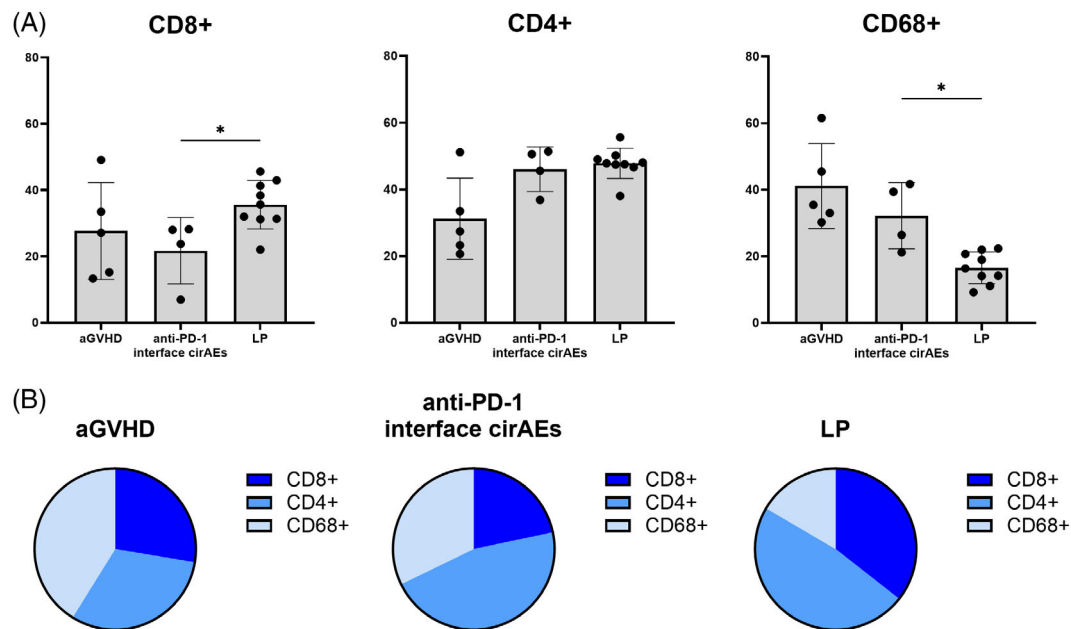 (A)
CD8+
CD4+
CD68+
80
60
40
20
0
*
aGVHD
anti-PD-1
interface cirAEs
LP
80
60
40
20
0
aGVHD
anti-PD-1
interface cirAEs
LP
80
60
40
20
0
*
aGVHD
anti-PD-1
interface cirAEs
LP
(B)
aGVHD
CD8+
CD4+
CD68+
anti-PD-1
interface cirAEs
CD8+
CD4+
CD68+
LP
CD8+
CD4+
CD68+